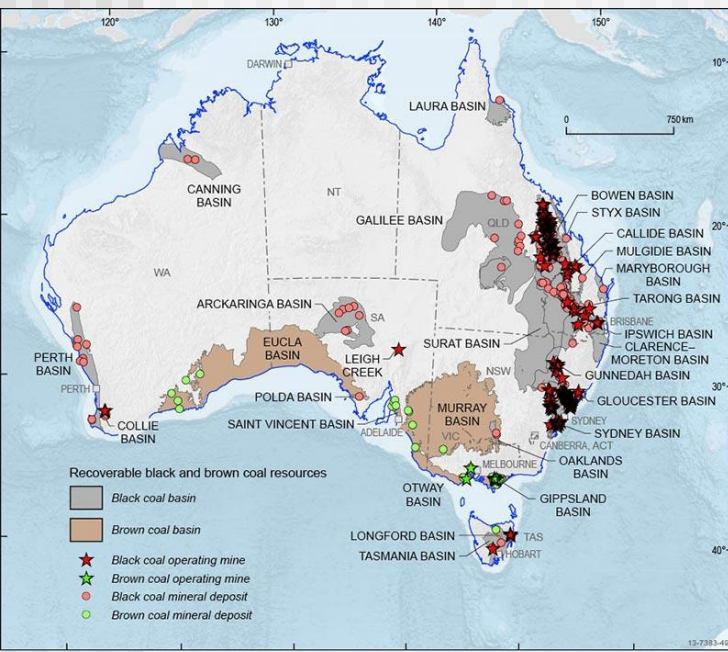 120°
130°
140°
150°
10°
DARWIN
LAURA BASIN
0
750 km
CANNING
BASIN
NT
BOWEN BASIN
STYX BASIN
GALILEE BASIN
QLD
20°
CALLIDE BASIN
MULGIDIE BASIN
MARYBOROUGH
BASIN
WA
TARONG BASIN
ARCKARINGA BASIN
SA
BRISBANE
IPSWICH BASIN
CLARENCE–
MORETON BASIN
EUCLA
BASIN
SURAT BASIN
PERTH
BASIN
LEIGH
CREEK
NSW
GUNNEDAH BASIN
30°
PERTH
POLDA BASIN
GLOUCESTER BASIN
MURRAY
BASIN
COLLIE
BASIN
SAINT VINCENT BASIN
ADELAIDE
VIC
SYDNEY
SYDNEY BASIN
CANBERRA, ACT
OAKLANDS
BASIN
MELBOURNE
Recoverable black and brown coal resources
OTWAY
BASIN
GIPPSLAND
BASIN
Black coal basin
Brown coal basin
LONGFORD BASIN
TAS
TASMANIA BASIN
HOBART
40°
Black coal operating mine
Brown coal operating mine
Black coal mineral deposit
Brown coal mineral deposit
13-7383-49